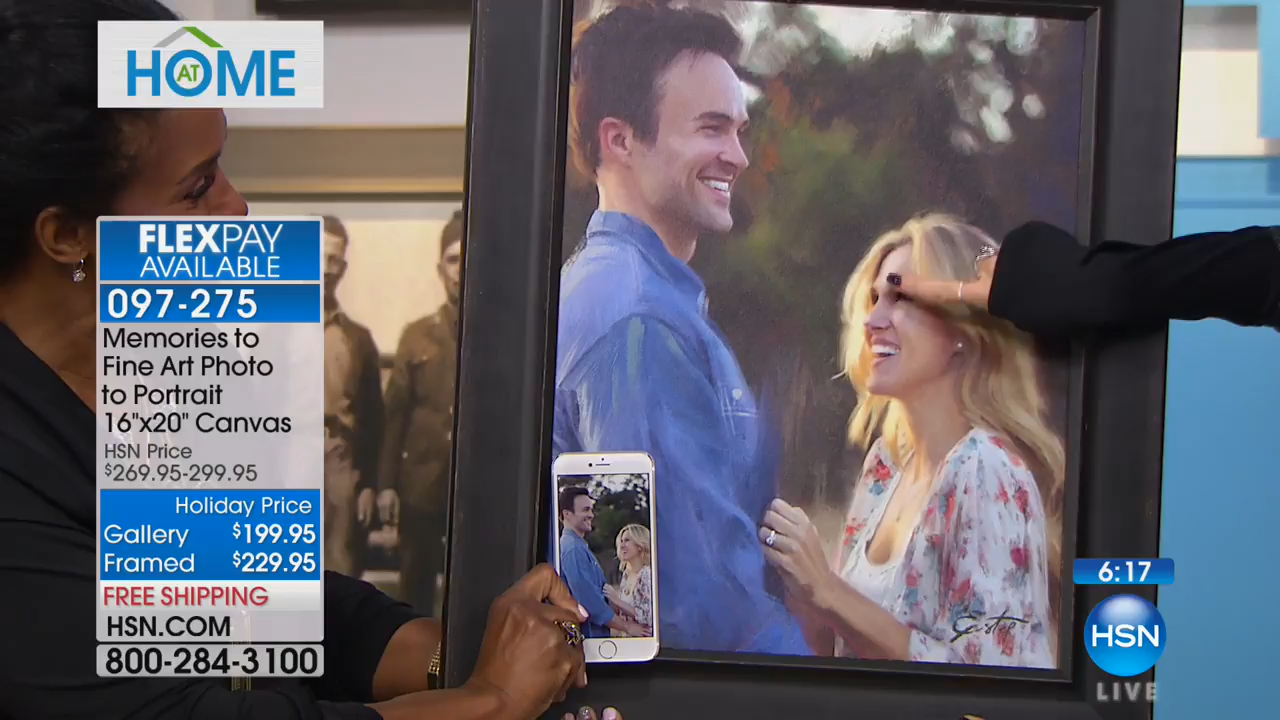 AT HOME
FLEXPAY
AVAILABLE
097-275
Memories to
Fine Art Photo
to Portrait
16"x20" Canvas
HSN Price
$269.95-299.95
Holiday Price
Gallery $199.95
Framed $229.95
FREE SHIPPING
HSN.COM
800-284-3100
6:17
HSN
LIVE